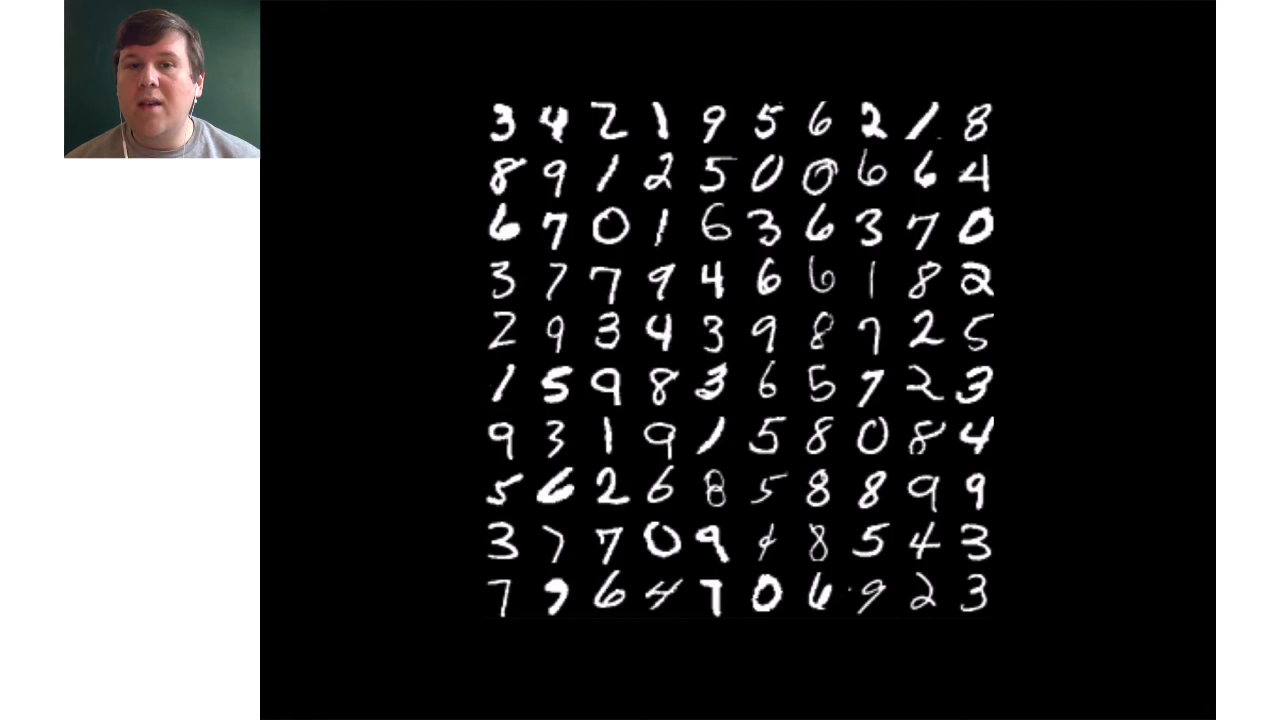 3 4 2 1 9 5 6 2 1 8
8 9 1 2 5 0 0 6 6 4
6 7 0 1 6 3 6 3 7 0
3 7 7 9 4 6 6 1 8 2
2 9 3 4 3 9 8 7 2 5
1 5 9 8 3 6 5 7 2 3
9 3 1 9 1 5 8 0 8 4
5 6 2 6 8 5 8 8 9 9
3 7 7 0 9 4 8 5 4 3
7 9 6 4 7 0 6 9 2 3